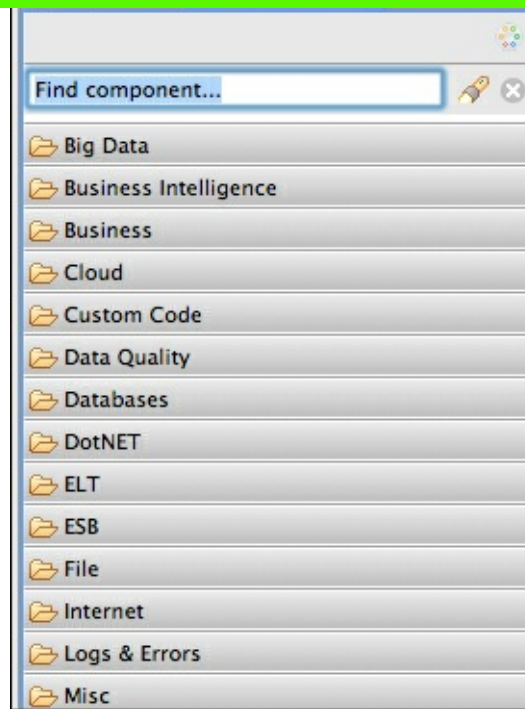 Find component...
Big Data
Business Intelligence
Business
Cloud
Custom Code
Data Quality
Databases
DotNET
ELT
ESB
File
Internet
Logs & Errors
Misc